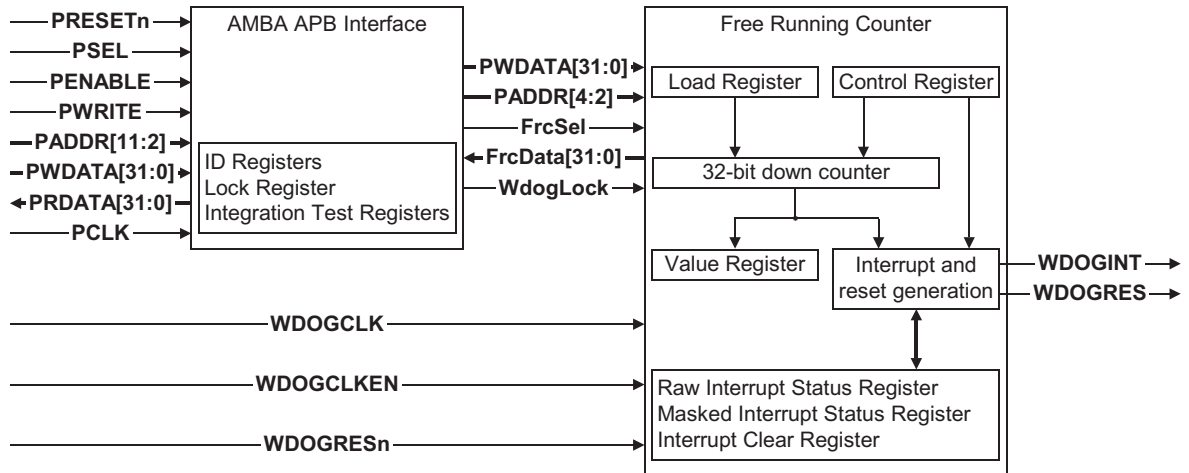 PRESETn
PSEL
PENABLE
PWRITE
PADDR[11:2]
PWDATA[31:0]
PRDATA[31:0]
PCLK
AMBA APB Interface
ID Registers
Lock Register
Integration Test Registers
PWDATA[31:0]
PADDR[4:2]
FrcSel
FrcData[31:0]
WdogLock
Free Running Counter
Load Register
Control Register
32-bit down counter
Value Register
Interrupt and
reset generation
WDOGINT
WDOGRES
WDOGCLK
WDOGCLKEN
WDOGRESn
Raw Interrupt Status Register
Masked Interrupt Status Register
Interrupt Clear Register